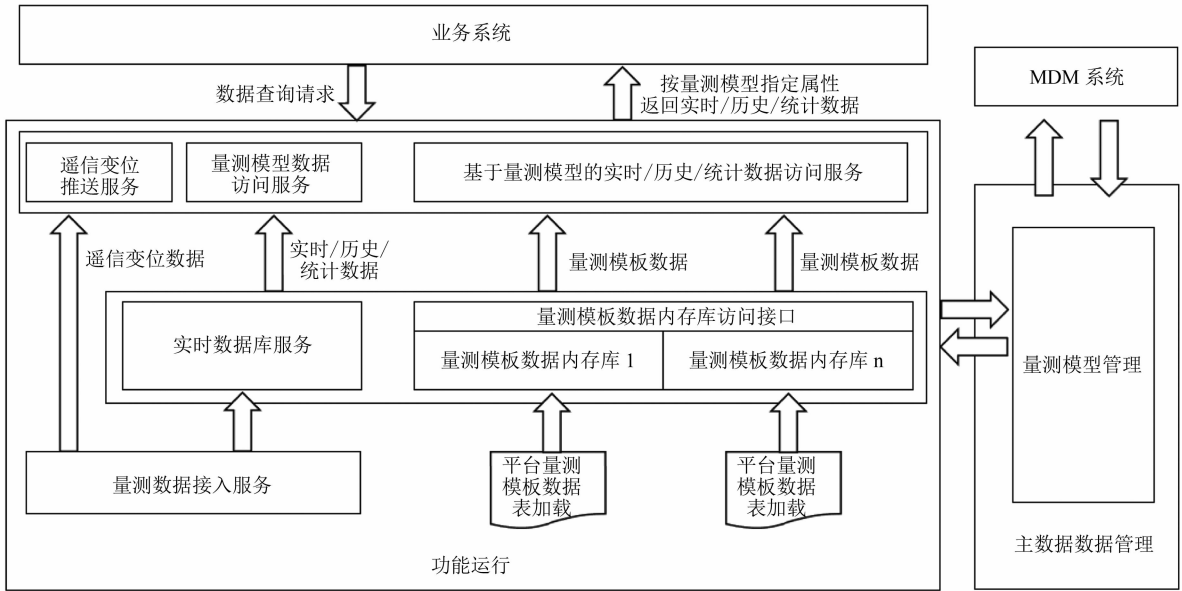 业务系统
数据查询请求
按量测模型指定属性
返回实时/历史/统计数据
MDM 系统
遥信变位
推送服务
量测模型数据
访问服务
基于量测模型的实时/历史/统计数据访问服务
遥信变位数据
实时/历史/
统计数据
量测模板数据
量测模板数据
实时数据库服务
量测模板数据内存库访问接口
量测模板数据内存库 1
量测模板数据内存库 n
量测模型管理
量测数据接入服务
平台量测
模板数据
表加载
平台量测
模板数据
表加载
主数据数据管理
功能运行